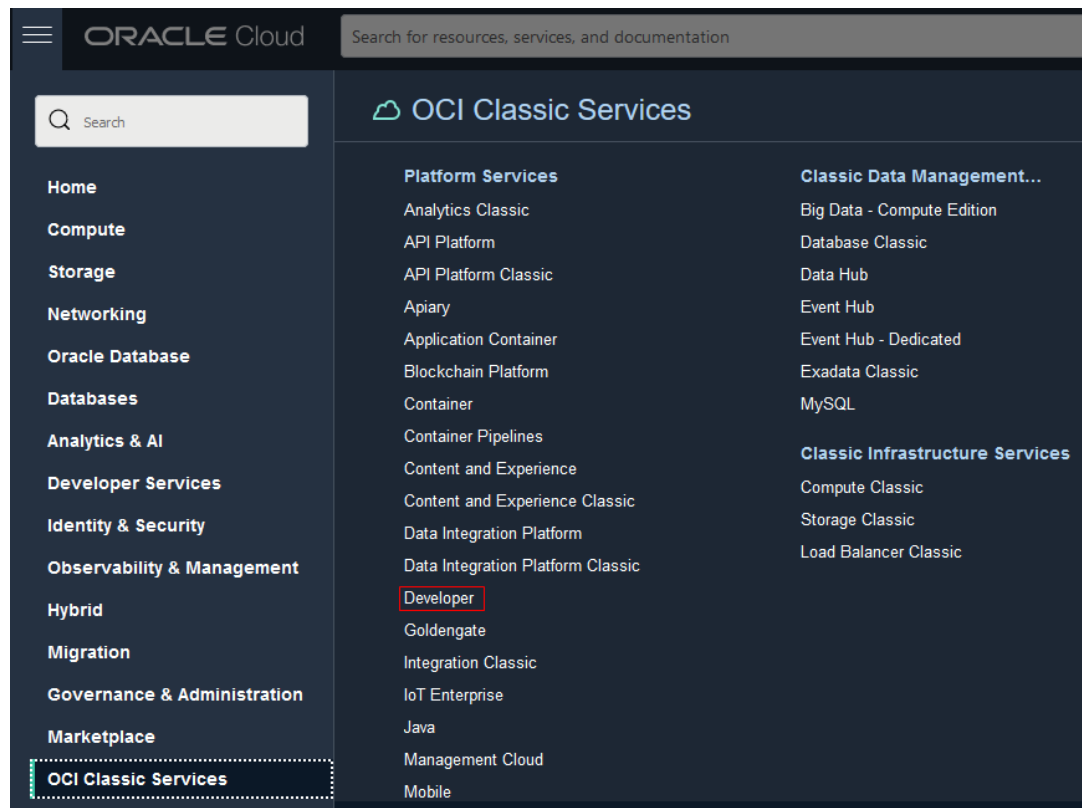 ORACLE Cloud
Search for resources, services, and documentation
Search
Home
Compute
Storage
Networking
Oracle Database
Databases
Analytics & AI
Developer Services
Identity & Security
Observability & Management
Hybrid
Migration
Governance & Administration
Marketplace
OCI Classic Services
OCI Classic Services
Platform Services
Analytics Classic
API Platform
API Platform Classic
Apiary
Application Container
Blockchain Platform
Container
Container Pipelines
Content and Experience
Content and Experience Classic
Data Integration Platform
Data Integration Platform Classic
Developer
Goldengate
Integration Classic
IoT Enterprise
Java
Management Cloud
Mobile
Classic Data Management...
Big Data - Compute Edition
Database Classic
Data Hub
Event Hub
Event Hub - Dedicated
Exadata Classic
MySQL
Classic Infrastructure Services
Compute Classic
Storage Classic
Load Balancer Classic